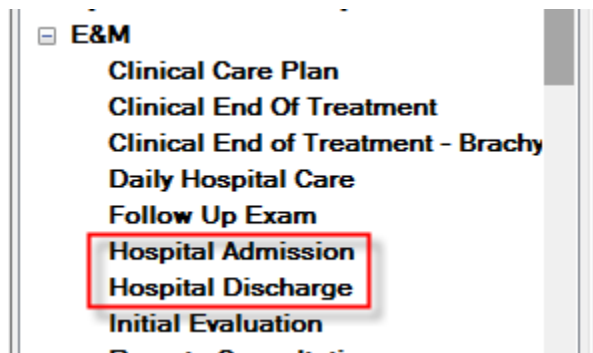 E&M
Clinical Care Plan
Clinical End Of Treatment
Clinical End of Treatment - Brachy
Daily Hospital Care
Follow Up Exam
Hospital Admission
Hospital Discharge
Initial Evaluation